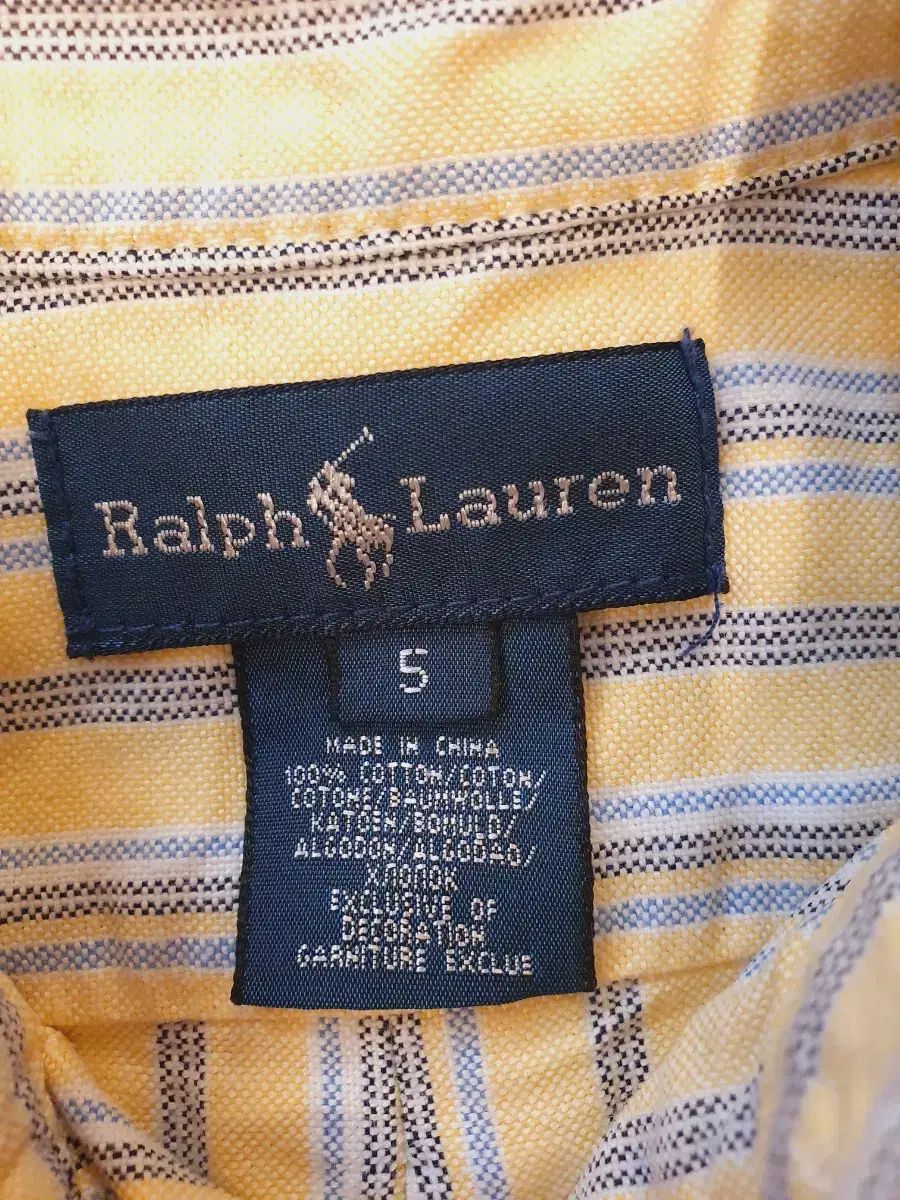 Ralph Lauren
5
MADE IN CHINA
100% COTTON/COTON/
COTONE/BAUMWOLLE/
KATOEN/BOMULD/
ALGODON/ALGODAO/
EXCLUSIVE OF
DECORATION
GARNITURE EXCLUE